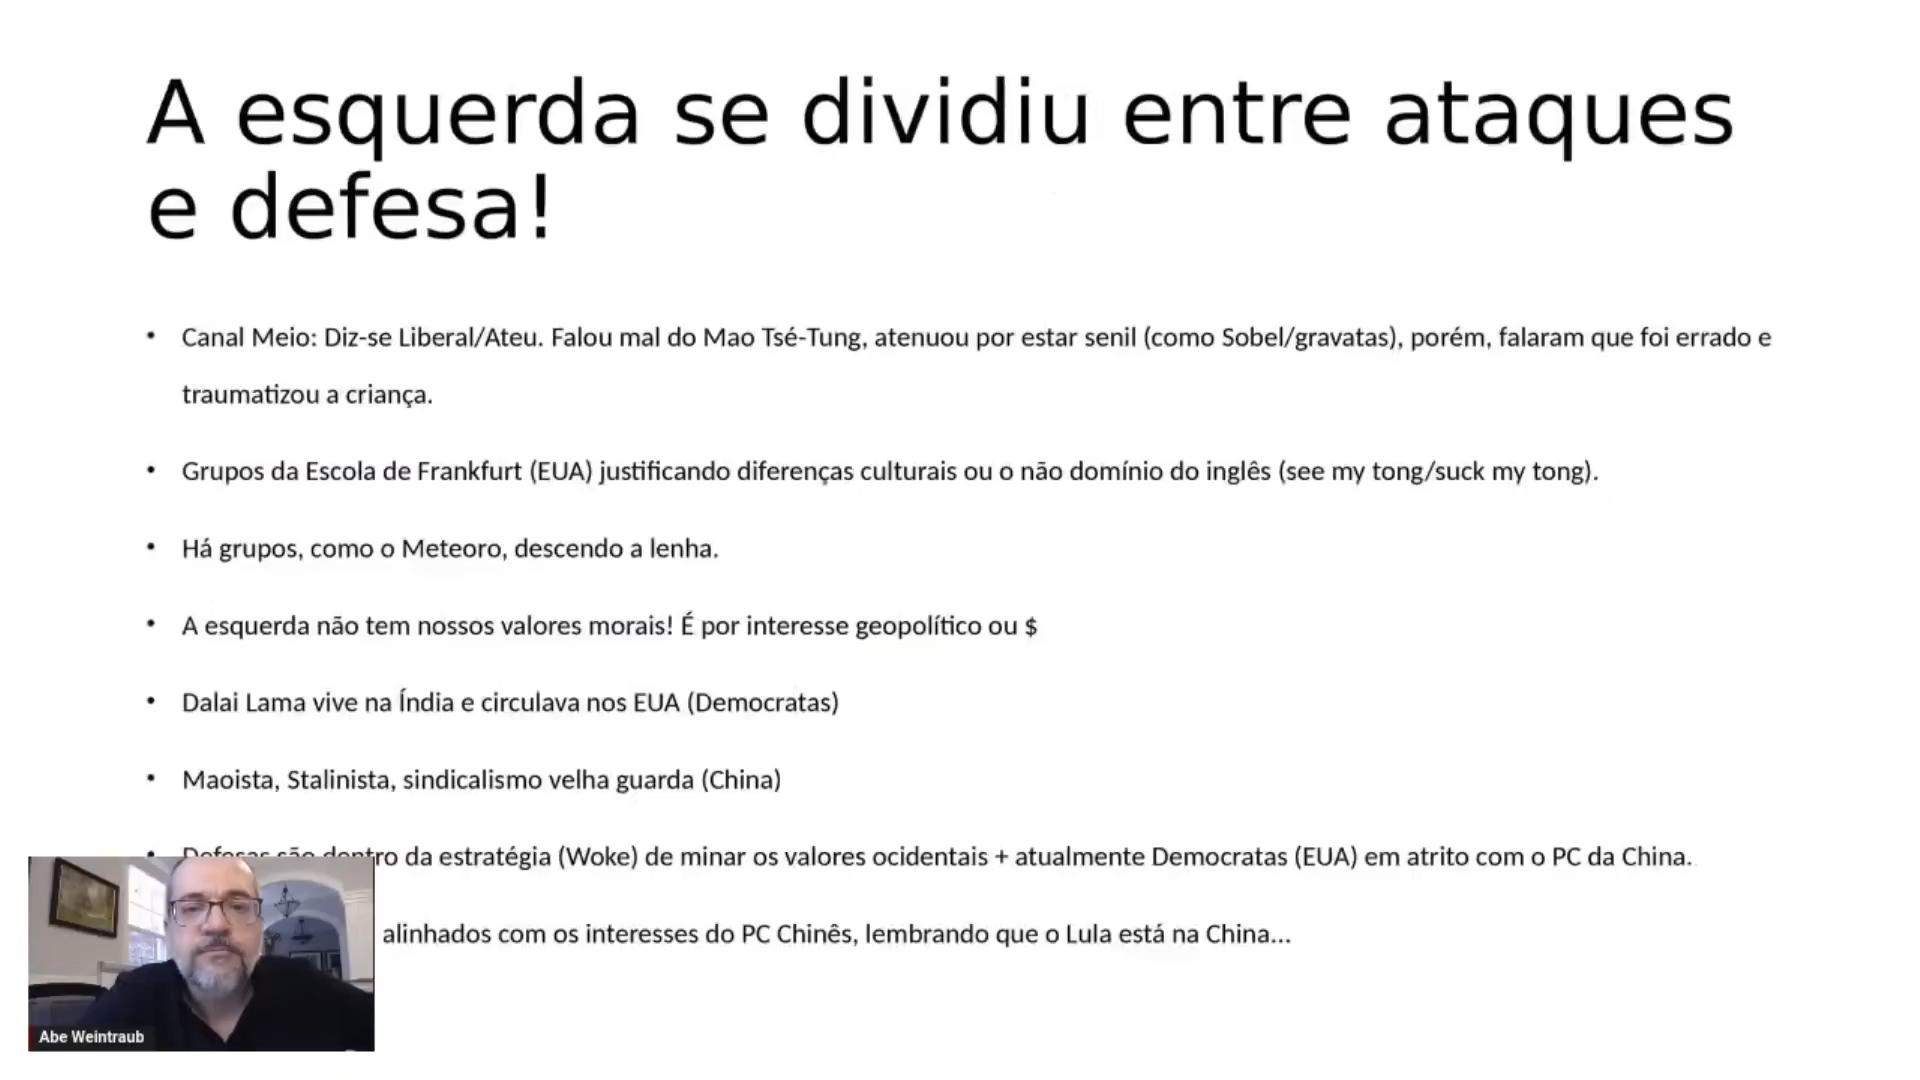 A esquerda se dividiu entre ataques
e defesa!
• Canal Meio: Diz-se Liberal/Ateu. Falou mal do Mao Tsé-Tung, atenuou por estar senil (como Sobel/gravatas), porém, falaram que foi errado e
traumatizou a criança.
• Grupos da Escola de Frankfurt (EUA) justificando diferenças culturais ou o não domínio do inglês (see my tong/suck my tong).
• Há grupos, como o Meteoro, descendo a lenha.
• A esquerda não tem nossos valores morais! É por interesse geopolítico ou $
• Dalai Lama vive na Índia e circulava nos EUA (Democratas)
• Maoista, Stalinista, sindicalismo velha guarda (China)
• Defesas são dentro da estratégia (Woke) de minar os valores ocidentais + atualmente Democratas (EUA) em atrito com o PC da China.
alinhados com os interesses do PC Chinês, lembrando que o Lula está na China...
Abe Weintraub